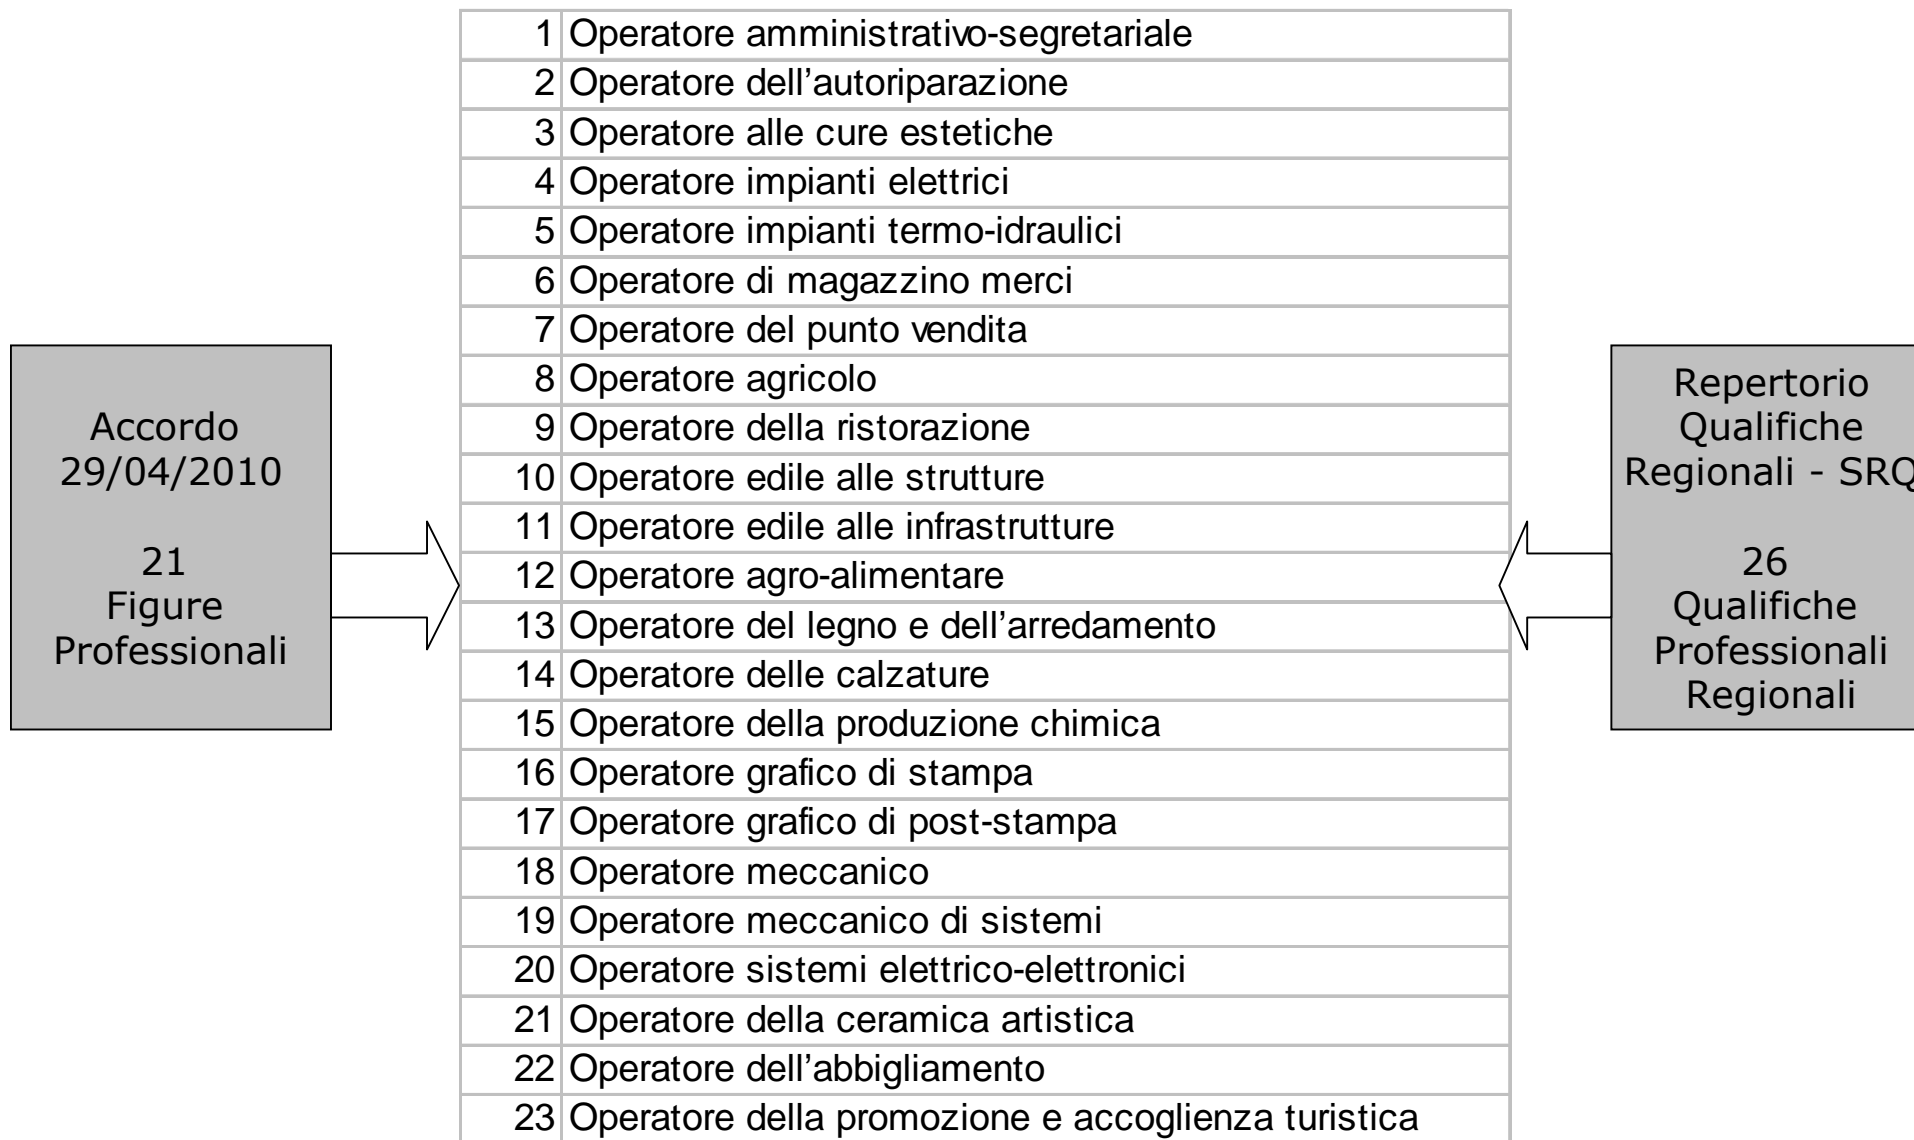 Accordo
29/04/2010
21
Figure
Professionali
1 Operatore amministrativo-segretariale
2 Operatore dell’autoriparazione
3 Operatore alle cure estetiche
4 Operatore impianti elettrici
5 Operatore impianti termo-idraulici
6 Operatore di magazzino merci
7 Operatore del punto vendita
8 Operatore agricolo
9 Operatore della ristorazione
10 Operatore edile alle strutture
11 Operatore edile alle infrastrutture
12 Operatore agro-alimentare
13 Operatore del legno e dell’arredamento
14 Operatore delle calzature
15 Operatore della produzione chimica
16 Operatore grafico di stampa
17 Operatore grafico di post-stampa
18 Operatore meccanico
19 Operatore meccanico di sistemi
20 Operatore sistemi elettrico-elettronici
21 Operatore della ceramica artistica
22 Operatore dell’abbigliamento
23 Operatore della promozione e accoglienza turistica
Repertorio
Qualifiche
Regionali - SRQ
26
Qualifiche
Professionali
Regionali